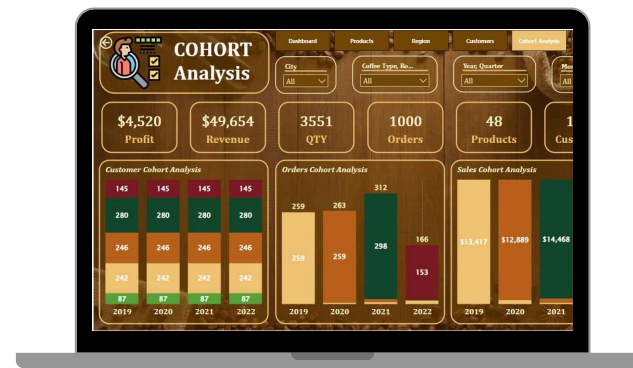 Dashboard
Products
Region
Customers
Cohort Analysis
COHORT
Analysis
City
All
Coffee Type, Ro...
All
Year, Quarter
All
Mon
All
$4,520
Profit
$49,654
Revenue
3551
QTY
1000
Orders
48
Products
1
Cus
Customer Cohort Analysis
145 145 145 145
280 280 280 280
246 246 246 246
242 242 242 242
87 87 87 87
2019 2020 2021 2022
Orders Cohort Analysis
312
259 263
166
298
259 259
153
2019 2020 2021 2022
Sales Cohort Analysis
$13,417 $12,889 $14,468
2019 2020 2021